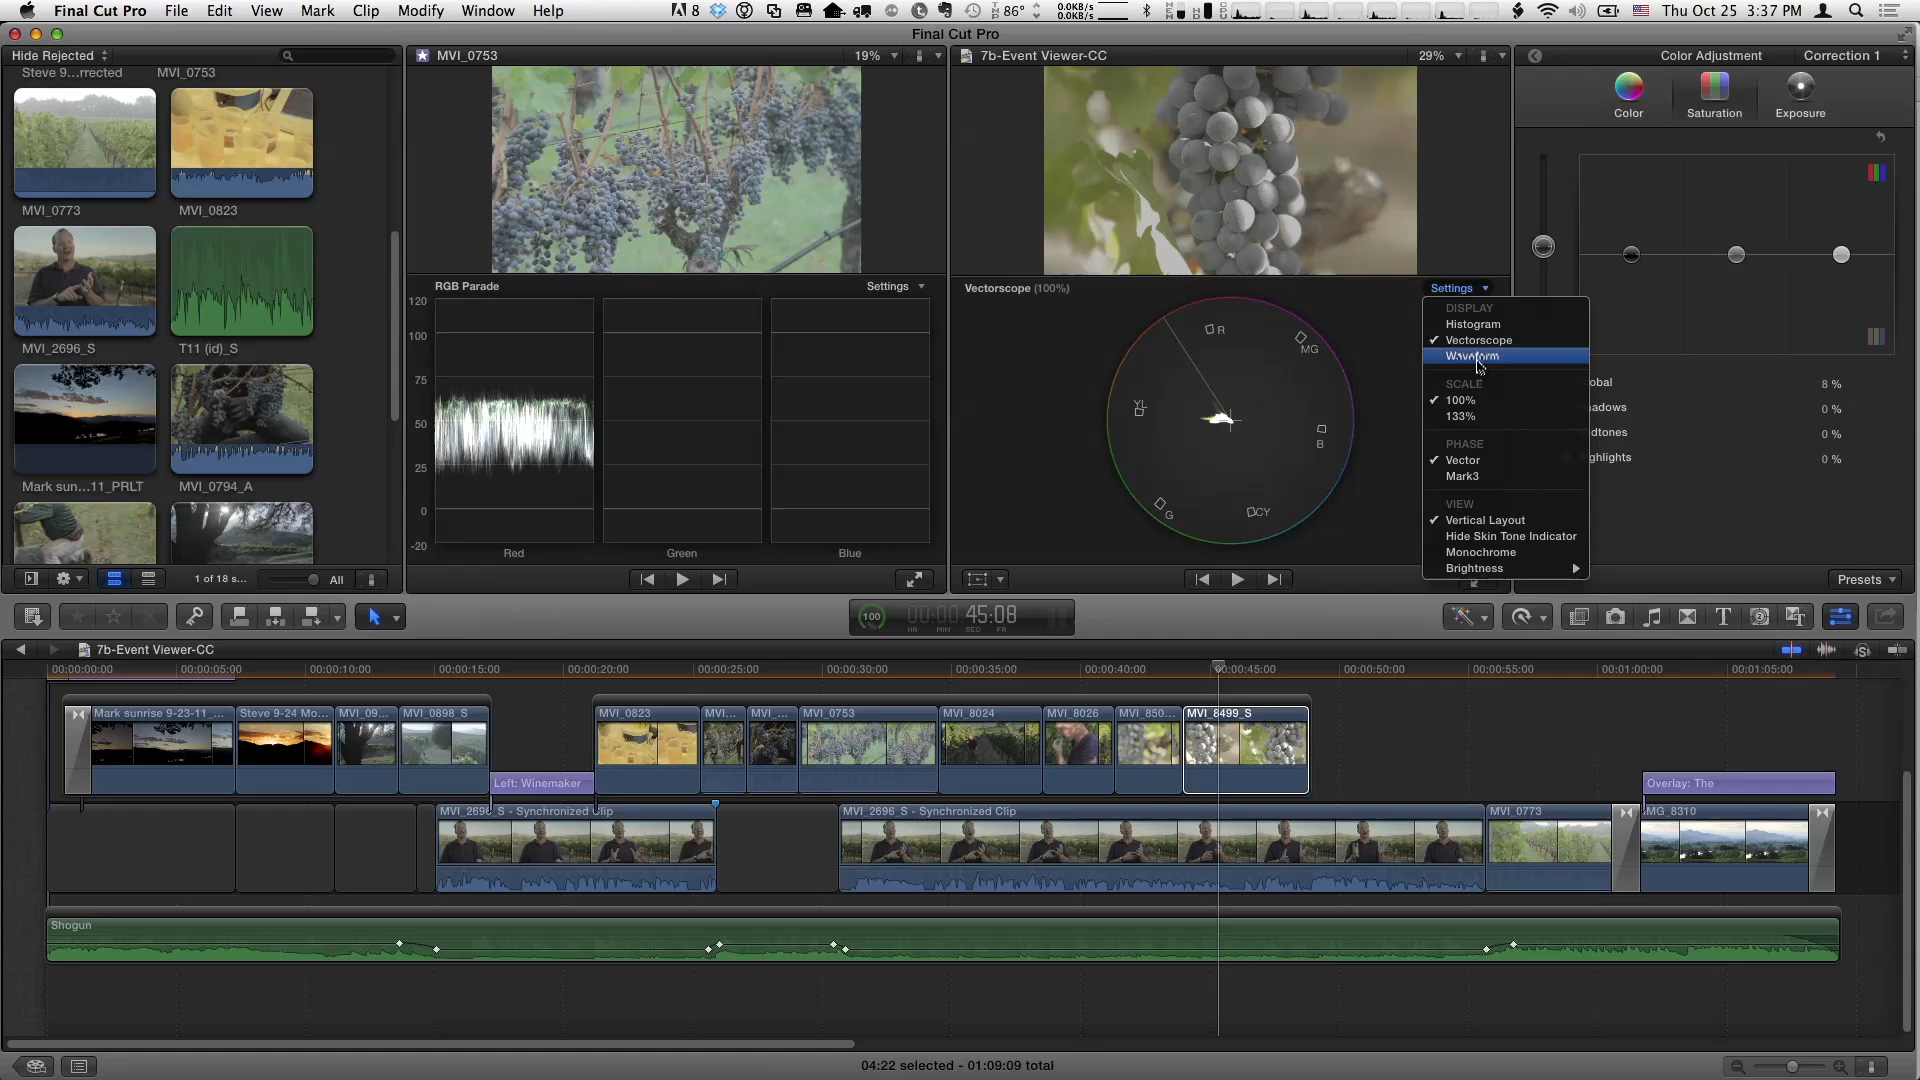 Final Cut Pro File Edit View Mark Clip Modify Window Help
8 86° 0.0KB/s 0.0KB/s Thu Oct 25 3:37 PM
Final Cut Pro
Hide Rejected
MVI_0753 19%
7b-Event Viewer-CC 29%
Color Adjustment Correction 1
Steve 9...rrected MVI_0753
Color Saturation Exposure
MVI_0773 MVI_0823
MVI_2696_S T11 (id)_S
Mark sun...11_PRLT MVI_0794_A
RGB Parade Settings
120
100
75
50
25
0
-20
Red Green Blue
Vectorscope (100%) Settings
R
MG
YL
B
G
CY
DISPLAY
Histogram
✓ Vectorscope
Waveform
SCALE
✓ 100%
133%
PHASE
✓ Vector
Mark3
VIEW
✓ Vertical Layout
Hide Skin Tone Indicator
Monochrome
Brightness
obal 8 %
adows 0 %
dtones 0 %
ghlights 0 %
1 of 18 s... All
Presets
100 % 00:00:45:08
HR MIN SEC FR
7b-Event Viewer-CC
00:00:00:00 00:00:05:00 00:00:10:00 00:00:15:00 00:00:20:00 00:00:25:00 00:00:30:00 00:00:35:00 00:00:40:00 00:00:45:00 00:00:50:00 00:00:55:00 00:01:00:00 00:01:05:00
Mark sunrise 9-23-11_... Steve 9-24 Mo... MVI_09... MVI_0898_S MVI_0823 MVI... MVI_... MVI_0753 MVI_8024 MVI_8026 MVI_850... MVI_8499_S
Left: Winemaker Overlay: The
MVI_2696_S - Synchronized Clip MVI_2696_S - Synchronized Clip MVI_0773 IMG_8310
Shogun
04:22 selected - 01:09:09 total